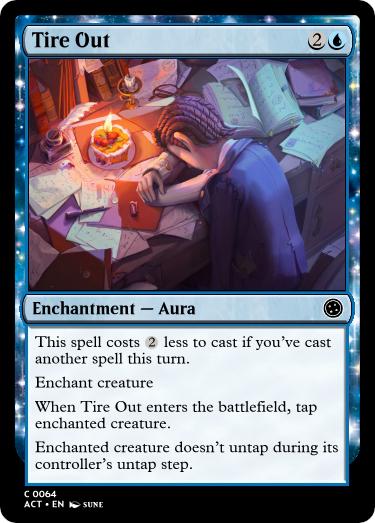 Tire Out 2
Enchantment — Aura
This spell costs 2 less to cast if you've cast
another spell this turn.
Enchant creature
When Tire Out enters the battlefield, tap
enchanted creature.
Enchanted creature doesn't untap during its
controller's untap step.
C 0064
ACT • EN SUNE